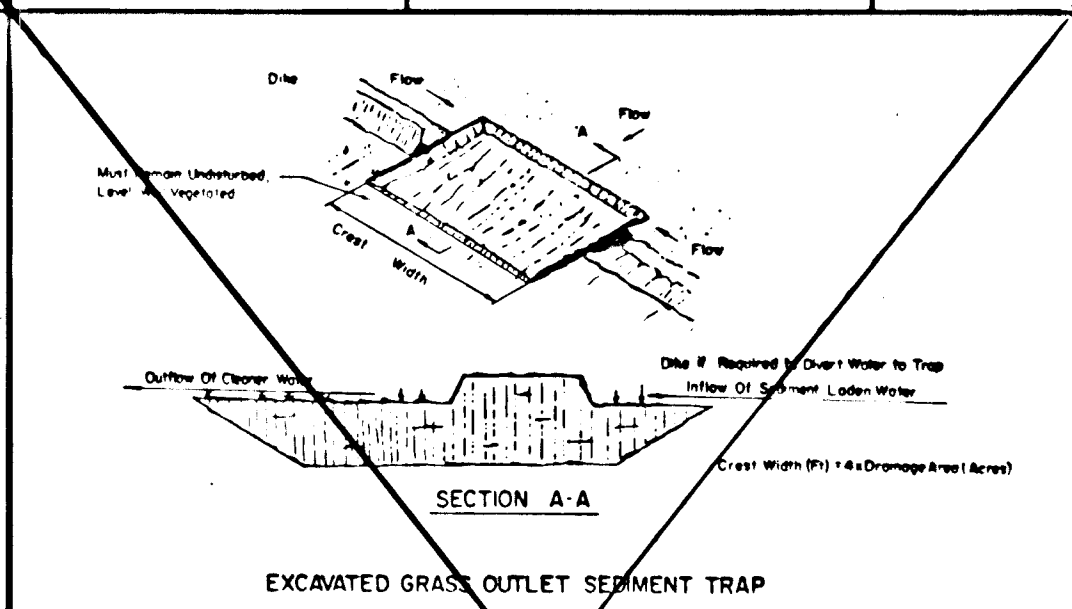 Dike
Flow
Flow
A
Must Remain Undisturbed,
Level Vegetated
Crest
Width
A
Flow
Dike If Required to Divert Water to Trap
Outflow Of Cleaner Water
Inflow Of Sediment Laden Water
Crest Width (Ft) = 4x Drainage Area (Acres)
SECTION A-A
EXCAVATED GRASS OUTLET SEDIMENT TRAP